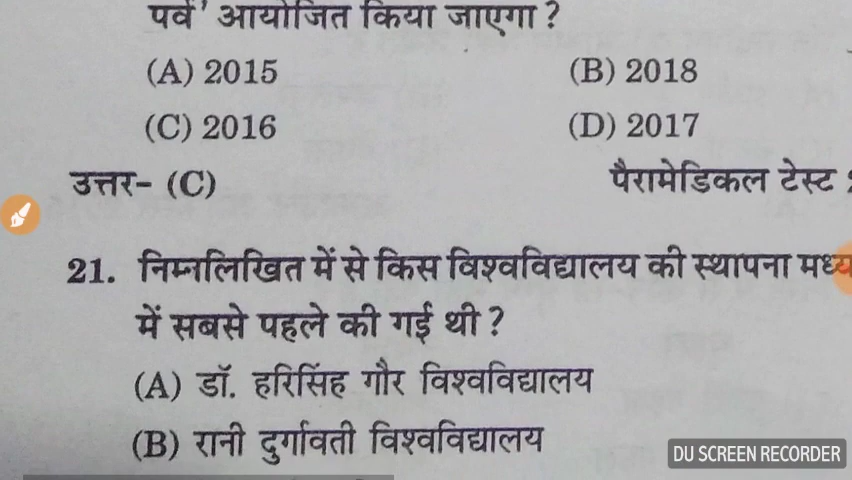 पर्व' आयोजित किया जाएगा ?
(A) 2015 (B) 2018
(C) 2016 (D) 2017
उत्तर- (C) पैरामेडिकल टेस्ट
21. निम्नलिखित में से किस विश्वविद्यालय की स्थापना मध्य
में सबसे पहले की गई थी ?
(A) डॉ. हरिसिंह गौर विश्वविद्यालय
(B) रानी दुर्गावती विश्वविद्यालय
DU SCREEN RECORDER